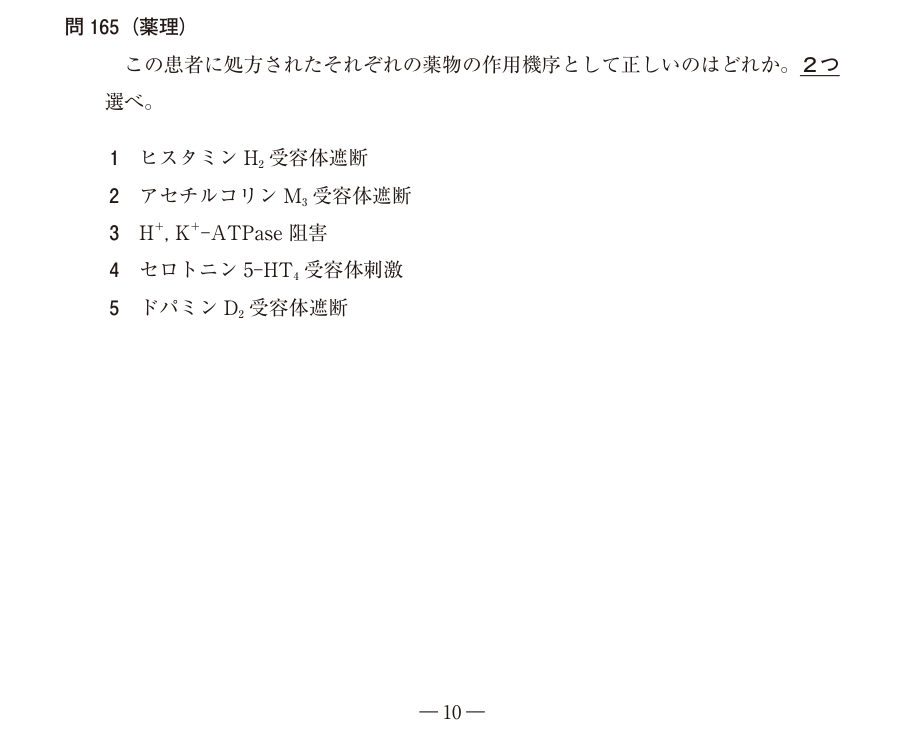 問 165（薬理）
この患者に処方されたそれぞれの薬物の作用機序として正しいのはどれか。２つ
選べ。
1 ヒスタミン H₂ 受容体遮断
2 アセチルコリン M₃ 受容体遮断
3 H⁺, K⁺-ATPase 阻害
4 セロトニン 5-HT₄ 受容体刺激
5 ドパミン D₂ 受容体遮断
— 10 —